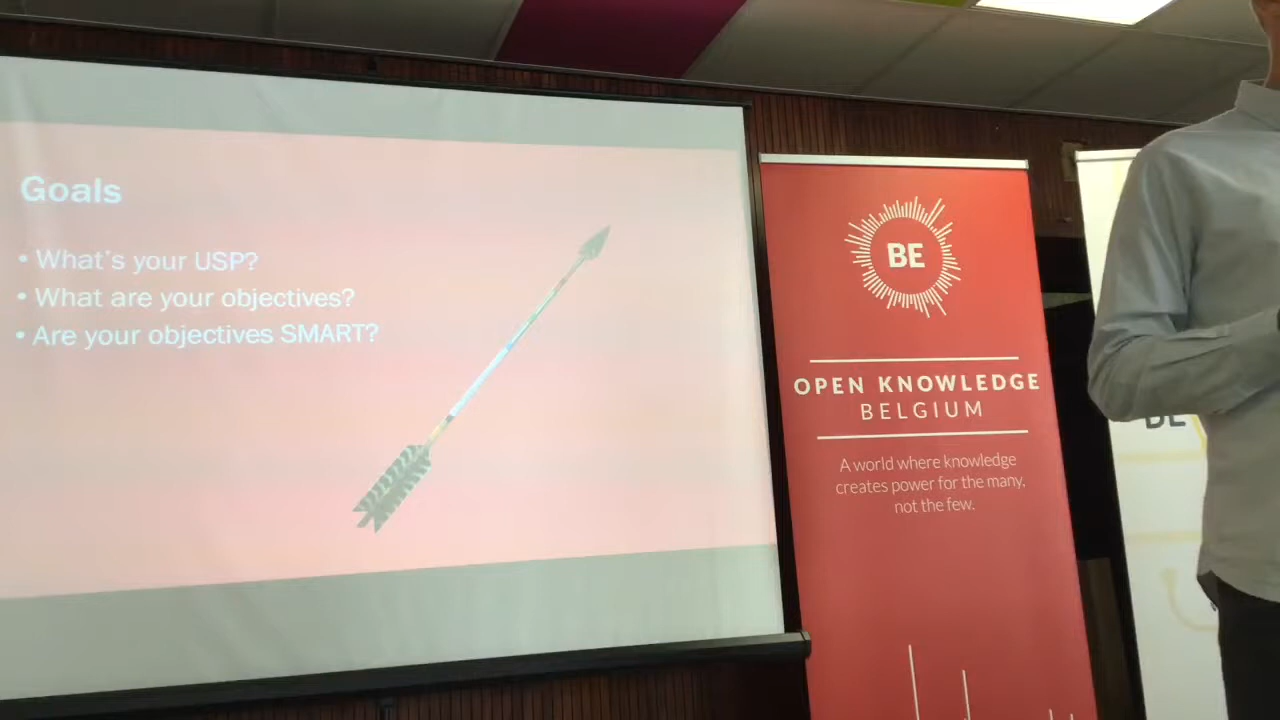 Goals
• What's your USP?
• What are your objectives?
• Are your objectives SMART?
BE
OPEN KNOWLEDGE
BELGIUM
A world where knowledge
creates power for the many,
not the few.
BE